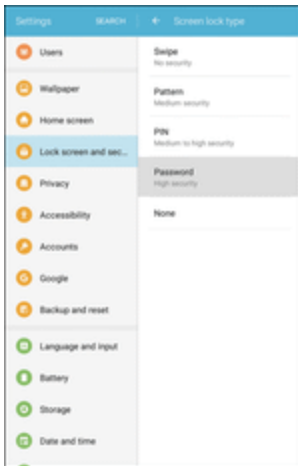 Settings
SEARCH
Screen lock type
Users
Wallpaper
Home screen
Lock screen and sec...
Privacy
Accessibility
Accounts
Google
Backup and reset
Language and input
Battery
Storage
Date and time
Swipe
No security
Pattern
Medium security
PIN
Medium to high security
Password
High security
None